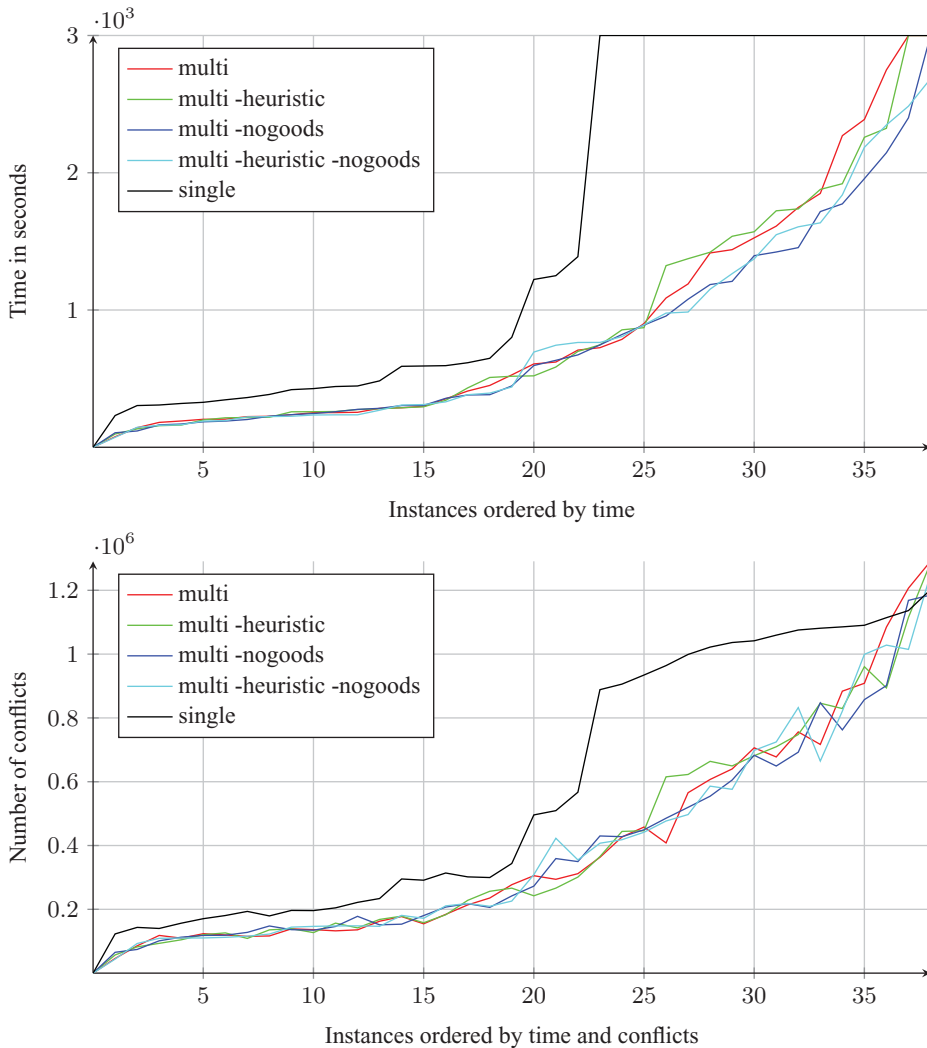 ·10³
3
2
1
Time in seconds
multi
multi -heuristic
multi -nogoods
multi -heuristic -nogoods
single
5 10 15 20 25 30 35
Instances ordered by time
·10⁶
1.2
1
0.8
0.6
0.4
0.2
Number of conflicts
multi
multi -heuristic
multi -nogoods
multi -heuristic -nogoods
single
5 10 15 20 25 30 35
Instances ordered by time and conflicts